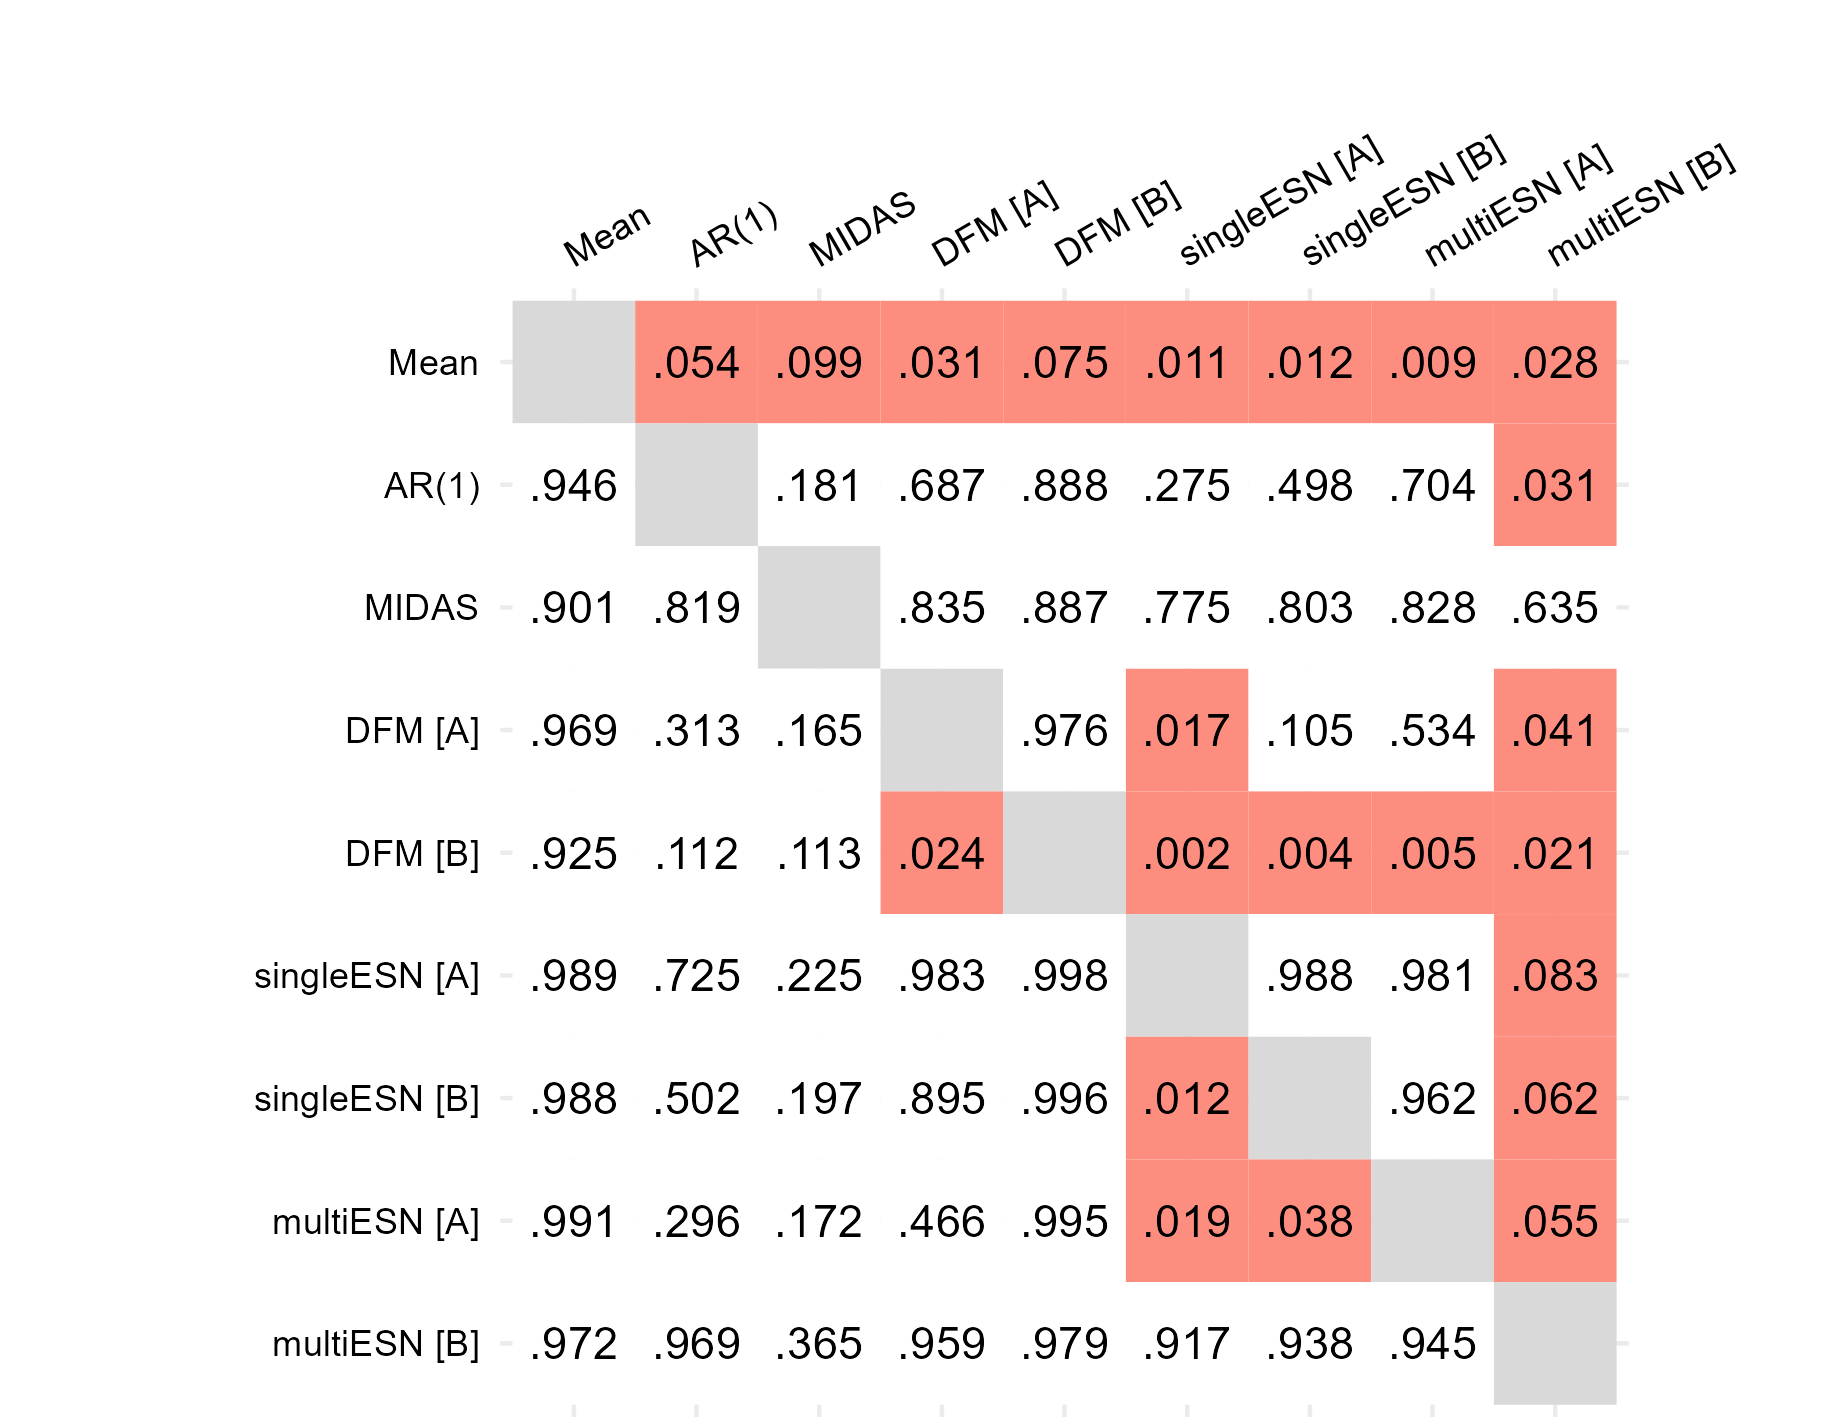 Mean AR(1) MIDAS DFM [A] DFM [B] singleESN [A] singleESN [B] multiESN [A] multiESN [B]
Mean .054 .099 .031 .075 .011 .012 .009 .028
AR(1) .946 .181 .687 .888 .275 .498 .704 .031
MIDAS .901 .819 .835 .887 .775 .803 .828 .635
DFM [A] .969 .313 .165 .976 .017 .105 .534 .041
DFM [B] .925 .112 .113 .024 .002 .004 .005 .021
singleESN [A] .989 .725 .225 .983 .998 .988 .981 .083
singleESN [B] .988 .502 .197 .895 .996 .012 .962 .062
multiESN [A] .991 .296 .172 .466 .995 .019 .038 .055
multiESN [B] .972 .969 .365 .959 .979 .917 .938 .945